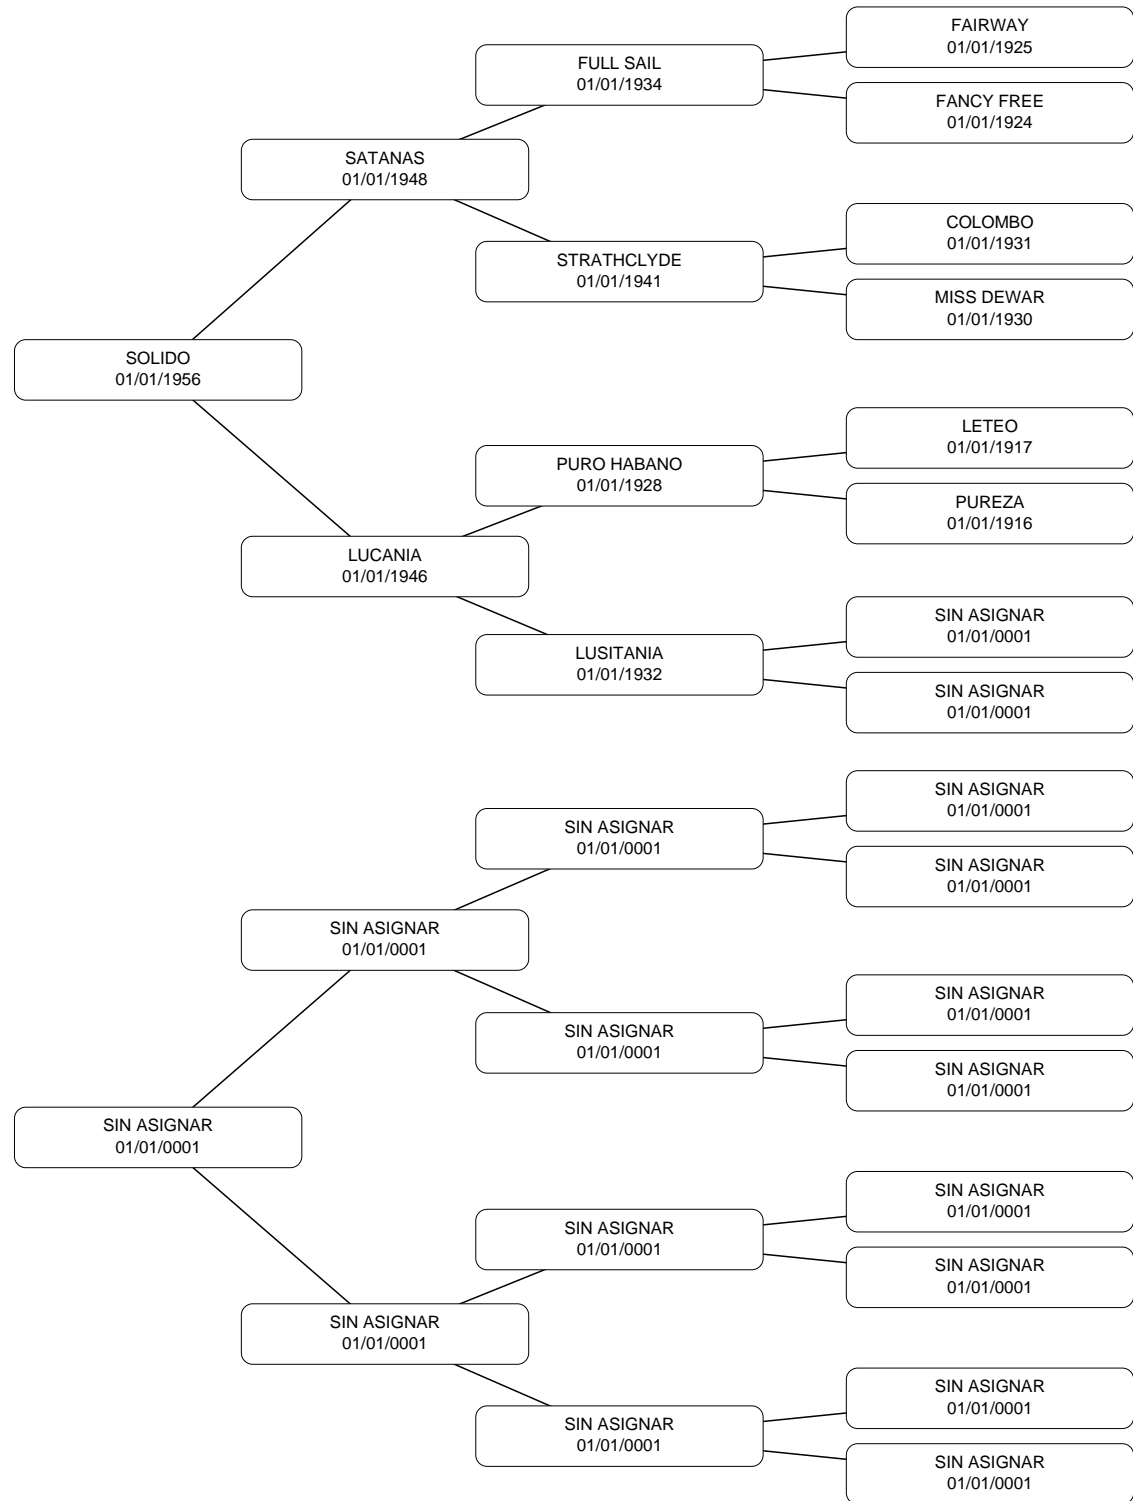 FAIRWAY
01/01/1925
FULL SAIL
01/01/1934
FANCY FREE
01/01/1924
SATANAS
01/01/1948
COLOMBO
01/01/1931
STRATHCLYDE
01/01/1941
MISS DEWAR
01/01/1930
SOLIDO
01/01/1956
LETEO
01/01/1917
PURO HABANO
01/01/1928
PUREZA
01/01/1916
LUCANIA
01/01/1946
SIN ASIGNAR
01/01/0001
LUSITANIA
01/01/1932
SIN ASIGNAR
01/01/0001
SIN ASIGNAR
01/01/0001
SIN ASIGNAR
01/01/0001
SIN ASIGNAR
01/01/0001
SIN ASIGNAR
01/01/0001
SIN ASIGNAR
01/01/0001
SIN ASIGNAR
01/01/0001
SIN ASIGNAR
01/01/0001
SIN ASIGNAR
01/01/0001
SIN ASIGNAR
01/01/0001
SIN ASIGNAR
01/01/0001
SIN ASIGNAR
01/01/0001
SIN ASIGNAR
01/01/0001
SIN ASIGNAR
01/01/0001
SIN ASIGNAR
01/01/0001
SIN ASIGNAR
01/01/0001